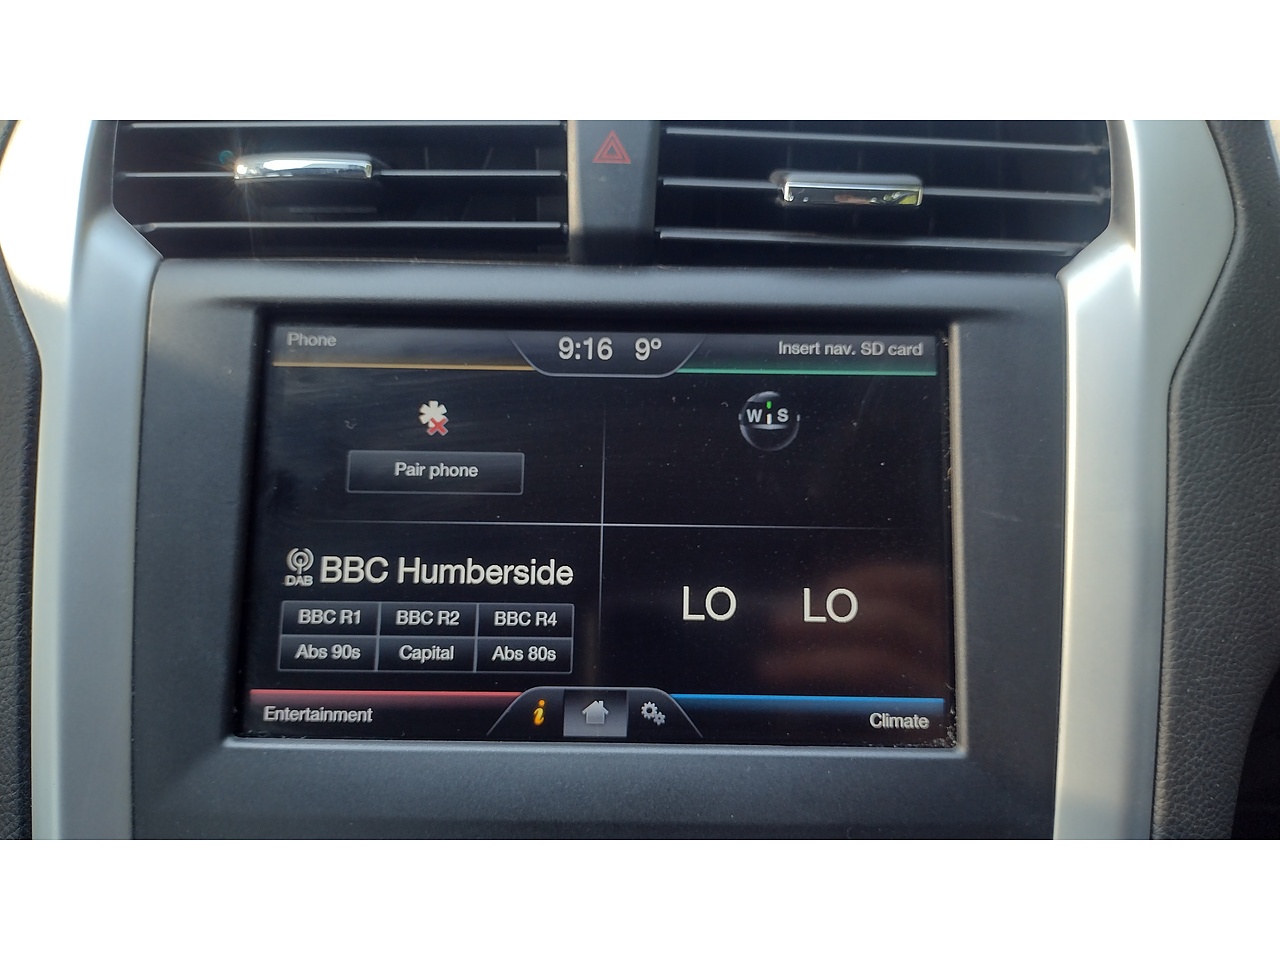 Phone
9:16 9°
Insert nav. SD card
W S
Pair phone
DAB
BBC Humberside
BBC R1 BBC R2 BBC R4
Abs 90s Capital Abs 80s
LO LO
Entertainment
i
Climate